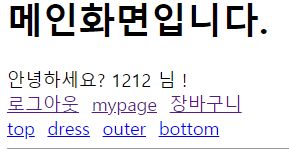 메인화면입니다.
안녕하세요? 1212 님 !
로그아웃 mypage 장바구니
top dress outer bottom